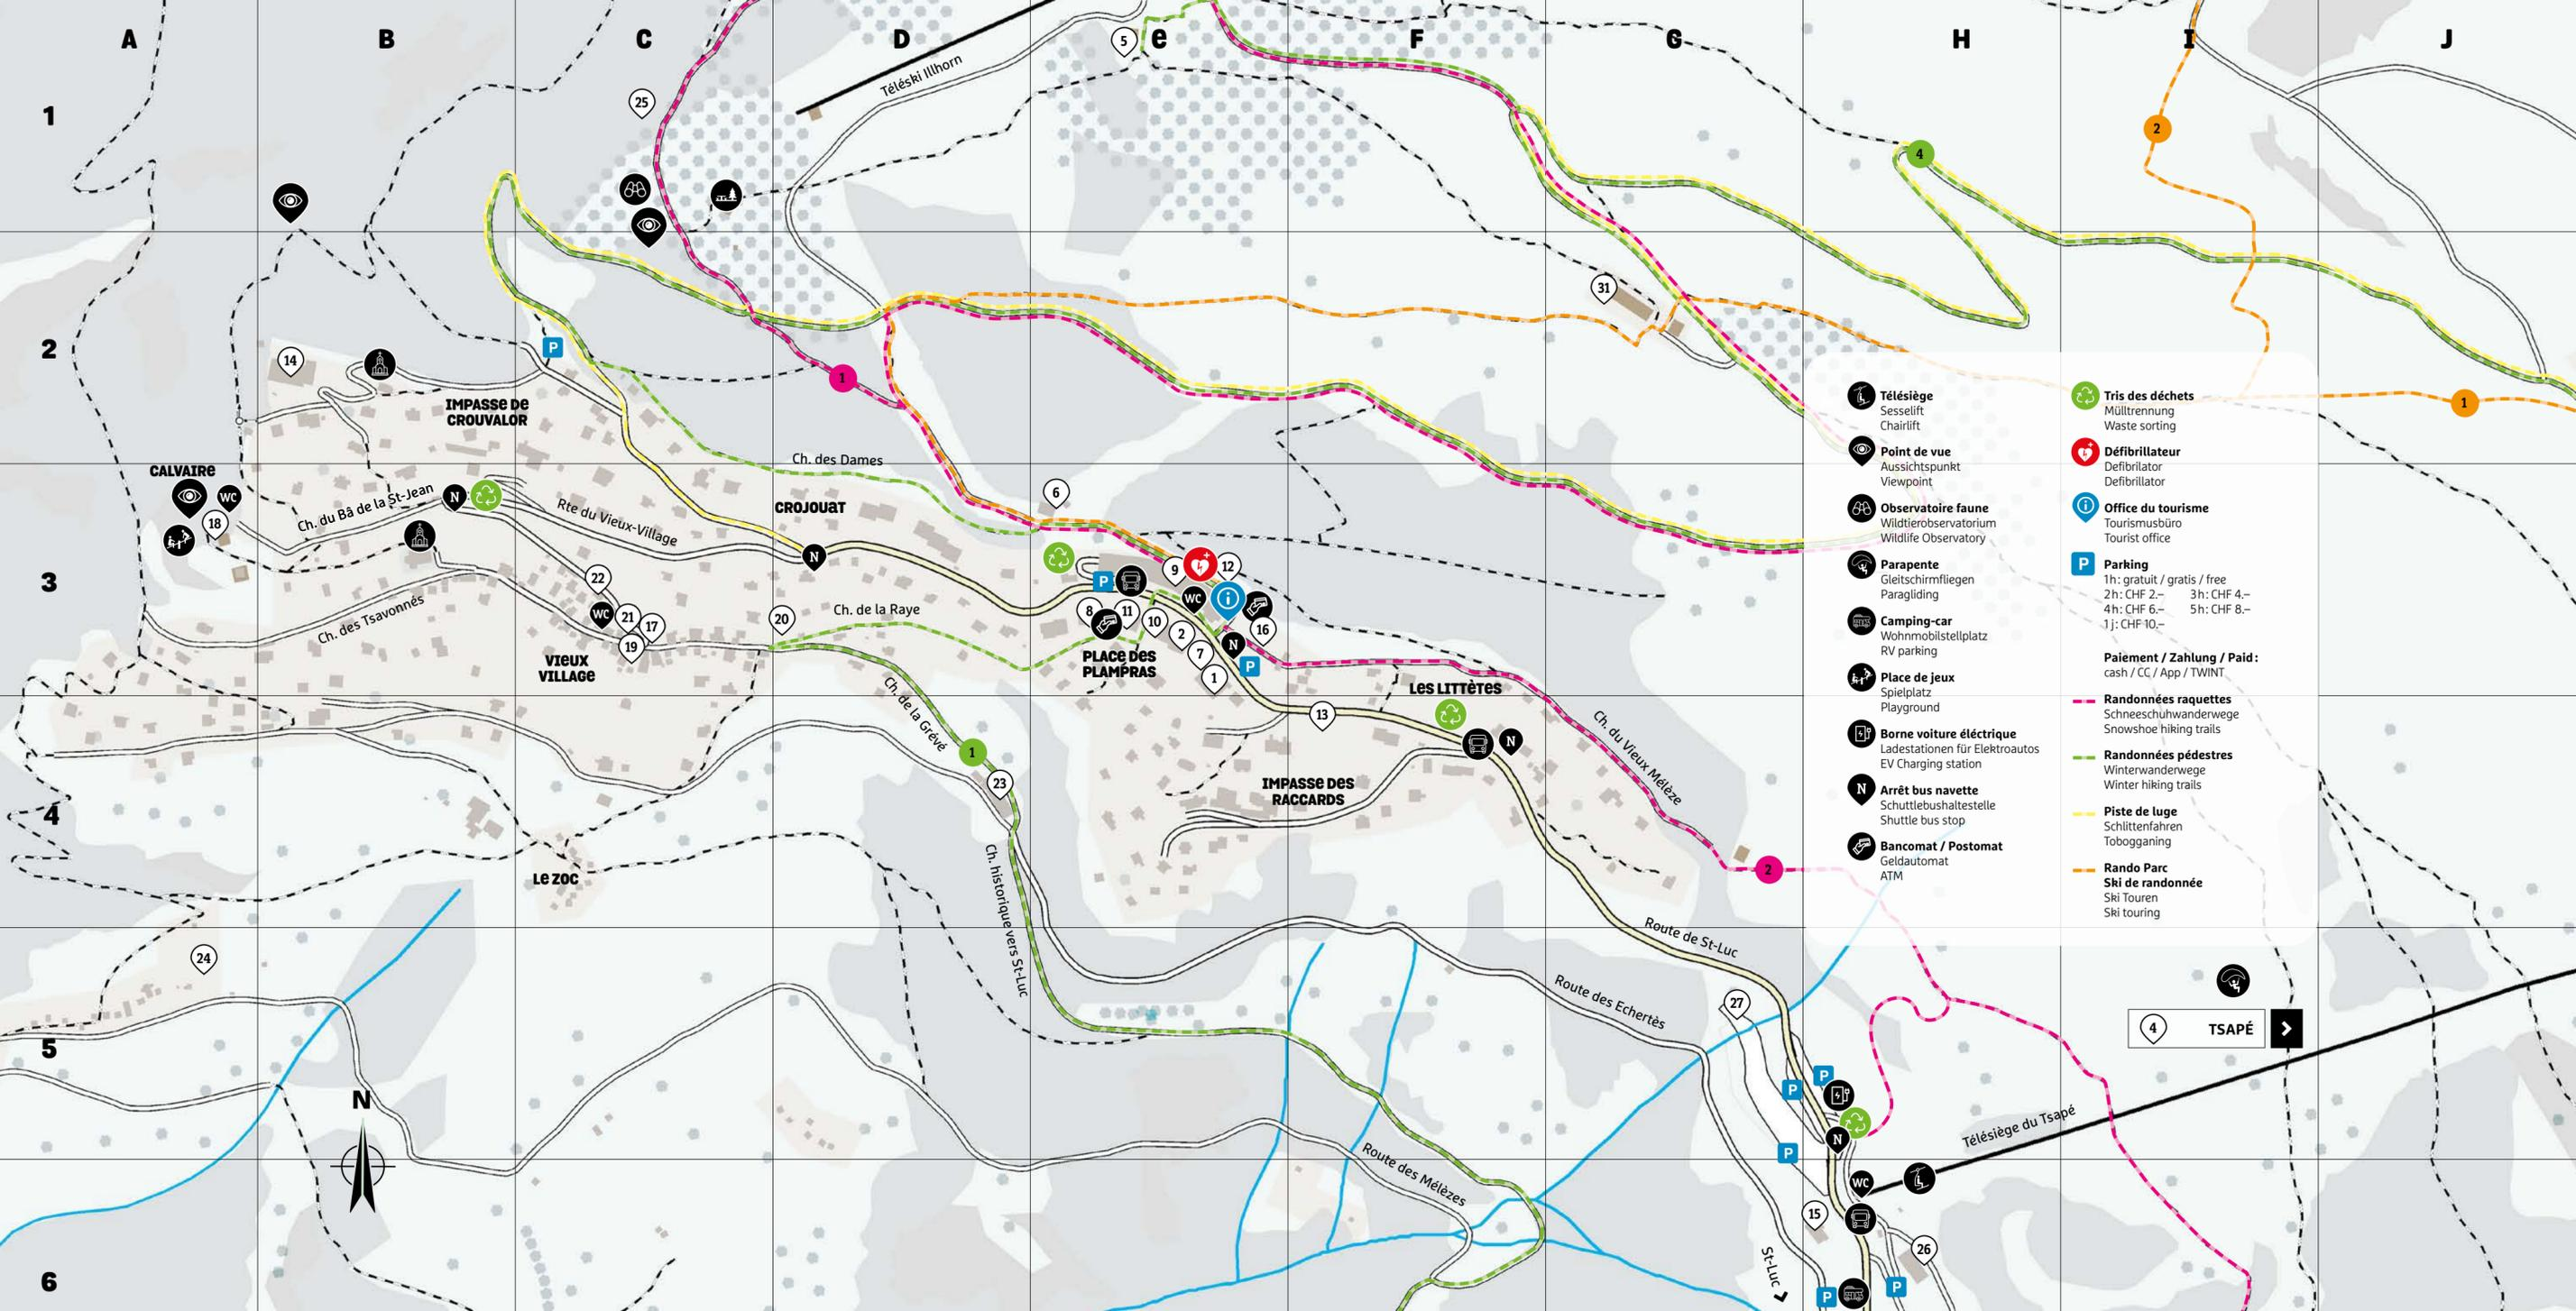 A B C D e F G H I J
1
5
Téléski Illhorn
25
2
4
31
2
14
1
1
IMPASSE DE
CROUVALOR
P
Ch. des Dames
CALVAIRE
WC
18
Ch. du Bâ de la St-Jean
N
Rte du Vieux-Village
CROJOUAT
N
6
3
22
WC
21
17
19
Ch. des Tsavonnés
VIEUX
VILLAGE
20
Ch. de la Raye
P
9
12
WC
8
11
10
2
7
1
16
N
P
PLACE DES
PLAMPRAS
Ch. de la Grévé
LES LITTÈTES
13
N
Ch. du Vieux Mélèze
1
23
IMPASSE DES
RACCARDS
4
LE ZOC
2
Ch. historique vers St-Luc
Route de St-Luc
24
27
Route des Echertès
5
N
P
P
N
P
4 TSAPÉ
Télésiège du Tsapé
Route des Mélèzes
WC
15
26
St-Luc
6
P
P
Télésiège
Sesselift
Chairlift
Point de vue
Aussichtspunkt
Viewpoint
Observatoire faune
Wildtierobservatorium
Wildlife Observatory
Parapente
Gleitschirmfliegen
Paragliding
Camping-car
Wohnmobilstellplatz
RV parking
Place de jeux
Spielplatz
Playground
Borne voiture électrique
Ladestationen für Elektroautos
EV Charging station
N
Arrêt bus navette
Schuttlebushaltestelle
Shuttle bus stop
Bancomat / Postomat
Geldautomat
ATM
Tris des déchets
Mülltrennung
Waste sorting
Défibrillateur
Defibrilator
Defibrillator
Office du tourisme
Tourismusbüro
Tourist office
P
Parking
1h: gratuit / gratis / free
2h: CHF 2.– 3h: CHF 4.–
4h: CHF 6.– 5h: CHF 8.–
1j: CHF 10.–
Paiement / Zahlung / Paid:
cash / CC / App / TWINT
Randonnées raquettes
Schneeschuhwanderwege
Snowshoe hiking trails
Randonnées pédestres
Winterwanderwege
Winter hiking trails
Piste de luge
Schlittenfahren
Tobogganing
Rando Parc
Ski de randonnée
Ski Touren
Ski touring